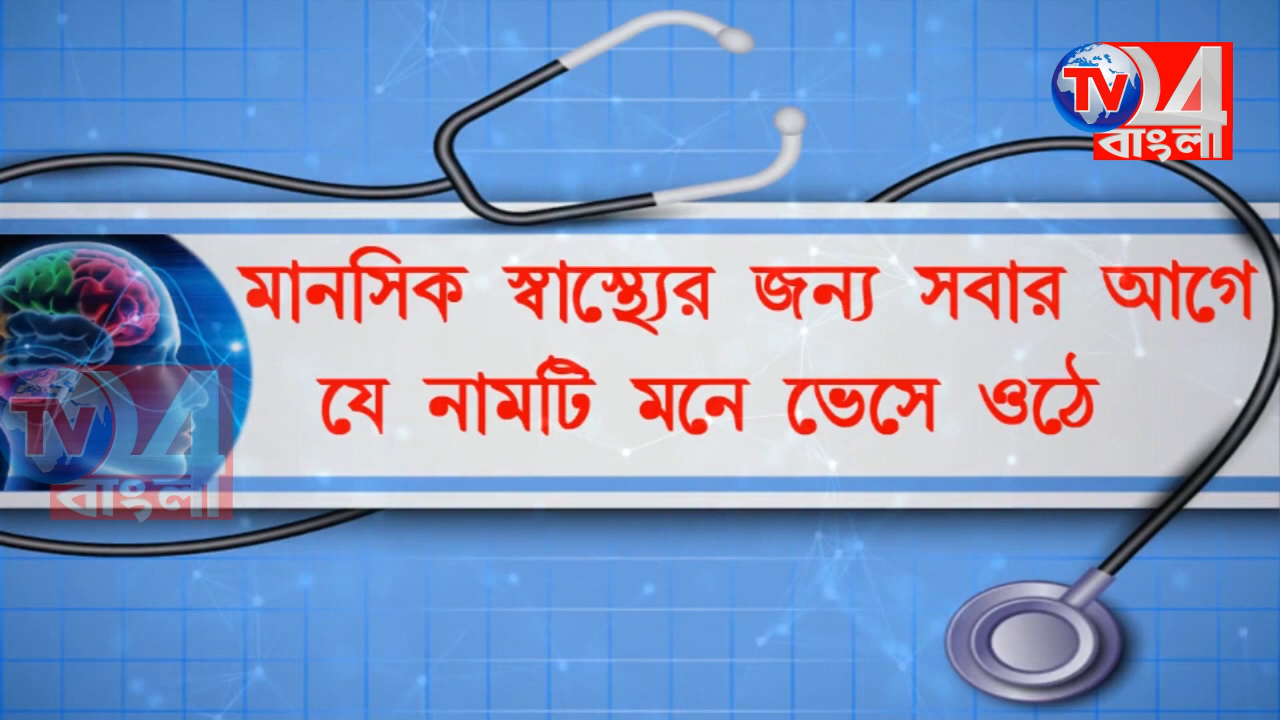 TV 24
বাংলা
মানসিক স্বাস্থ্যের জন্য সবার আগে
যে নামটি মনে ভেসে ওঠে
TV 24
বাংলা